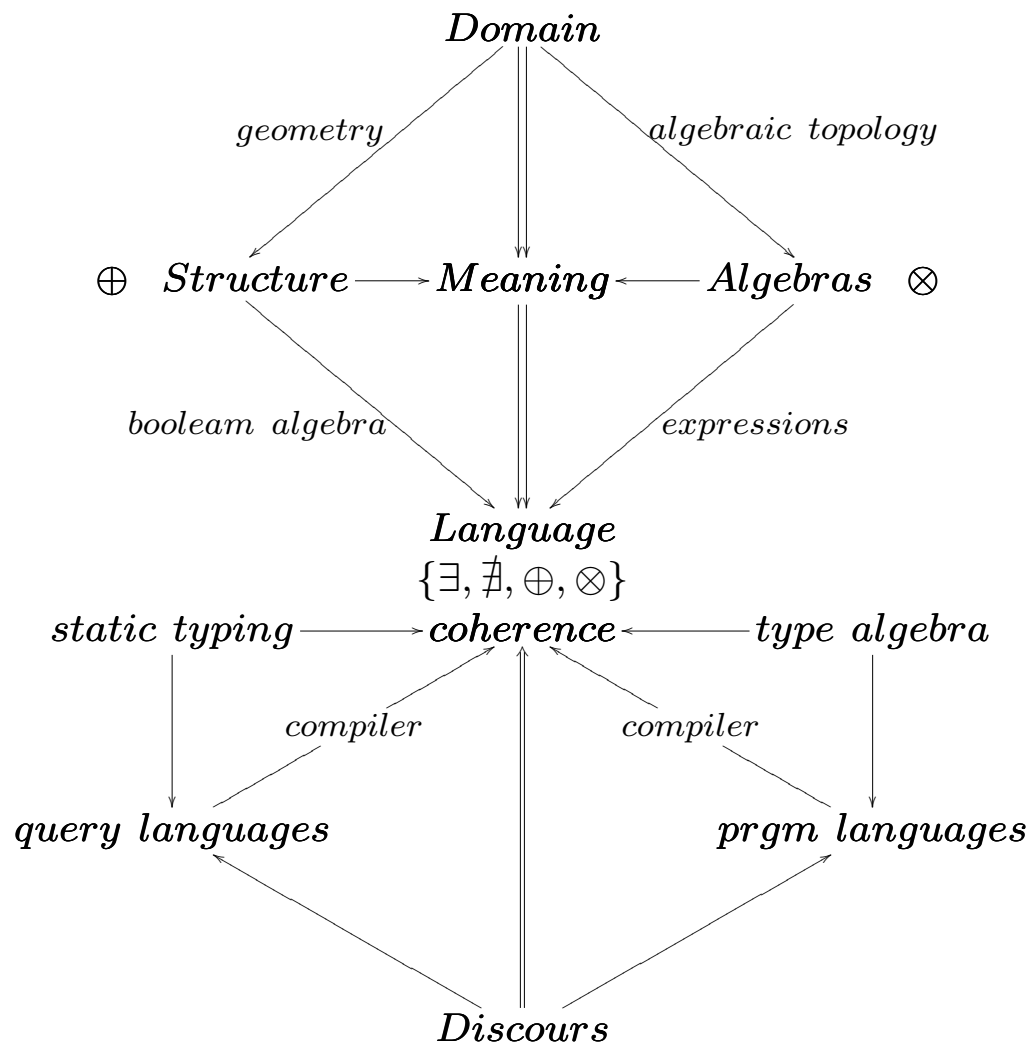 Domain
geometry algebraic topology
⊕ Structure Meaning Algebras ⊗
booleam algebra expressions
Language
{∃, ∄, ⊕, ⊗}
static typing coherence type algebra
compiler compiler
query languages prgm languages
Discours